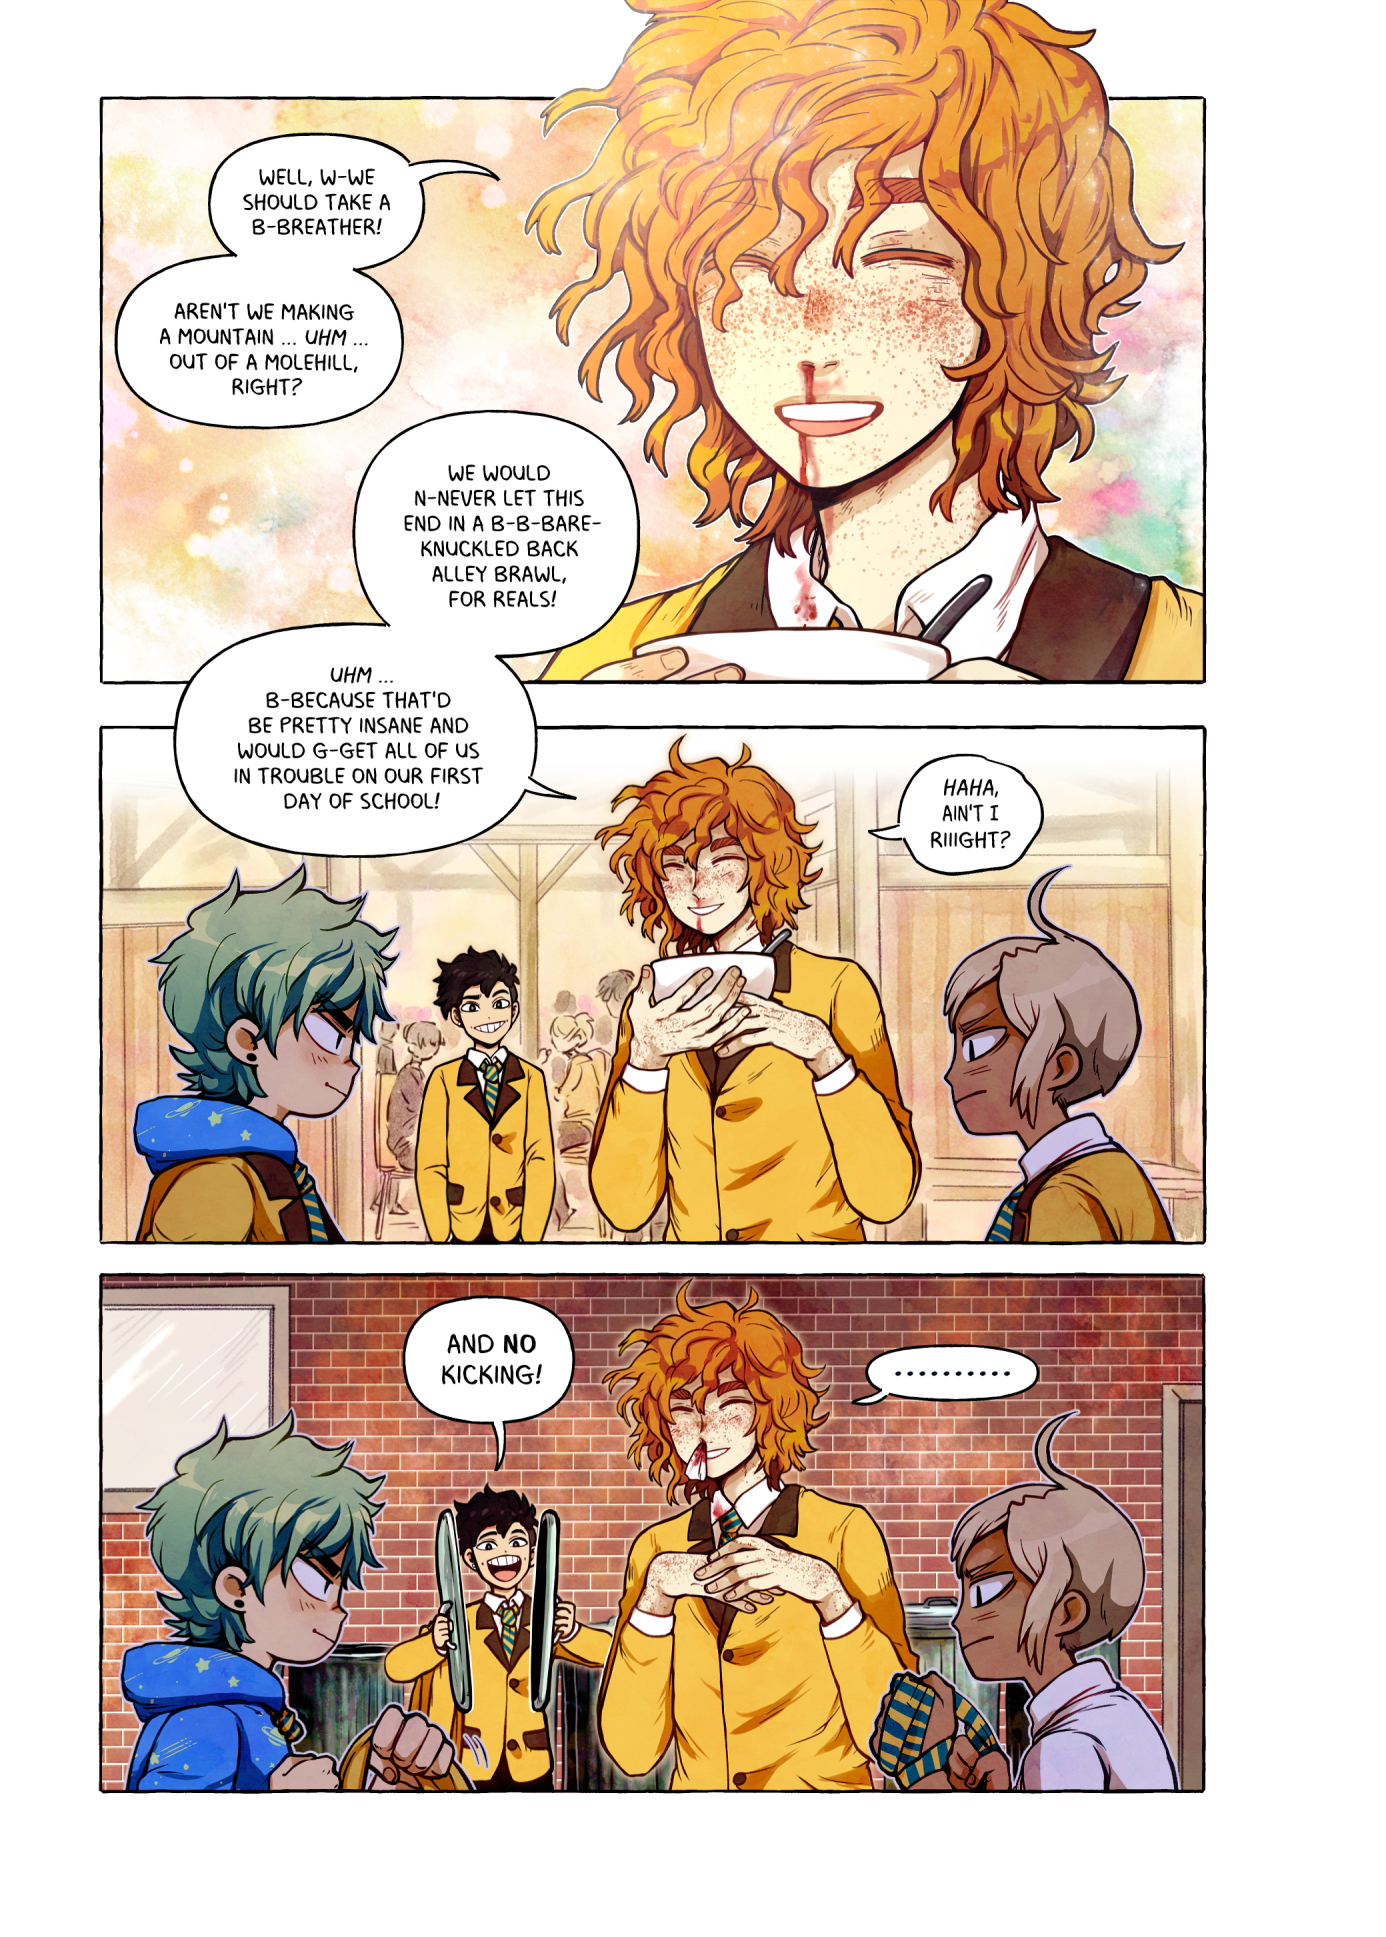 WELL, W-WE
SHOULD TAKE A
B-BREATHER!
AREN'T WE MAKING
A MOUNTAIN ... UHM ...
OUT OF A MOLEHILL,
RIGHT?
WE WOULD
N-NEVER LET THIS
END IN A B-B-BARE-
KNUCKLED BACK
ALLEY BRAWL,
FOR REALS!
UHM ...
B-BECAUSE THAT'D
BE PRETTY INSANE AND
WOULD G-GET ALL OF US
IN TROUBLE ON OUR FIRST
DAY OF SCHOOL!
HAHA,
AIN'T I
RIIIGHT?
AND NO
KICKING!
..........